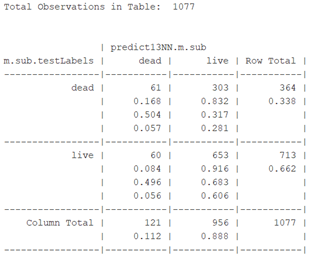 Total Observations in Table:  1077
                | predict13NN.m.sub
m.sub.testLabels |      dead |      live | Row Total |
-----------------|-----------|-----------|-----------|
            dead |        61 |       303 |       364 |
                 |     0.168 |     0.832 |     0.338 |
                 |     0.504 |     0.317 |           |
                 |     0.057 |     0.281 |           |
-----------------|-----------|-----------|-----------|
            live |        60 |       653 |       713 |
                 |     0.084 |     0.916 |     0.662 |
                 |     0.496 |     0.683 |           |
                 |     0.056 |     0.606 |           |
-----------------|-----------|-----------|-----------|
    Column Total |       121 |       956 |      1077 |
                 |     0.112 |     0.888 |           |
-----------------|-----------|-----------|-----------|